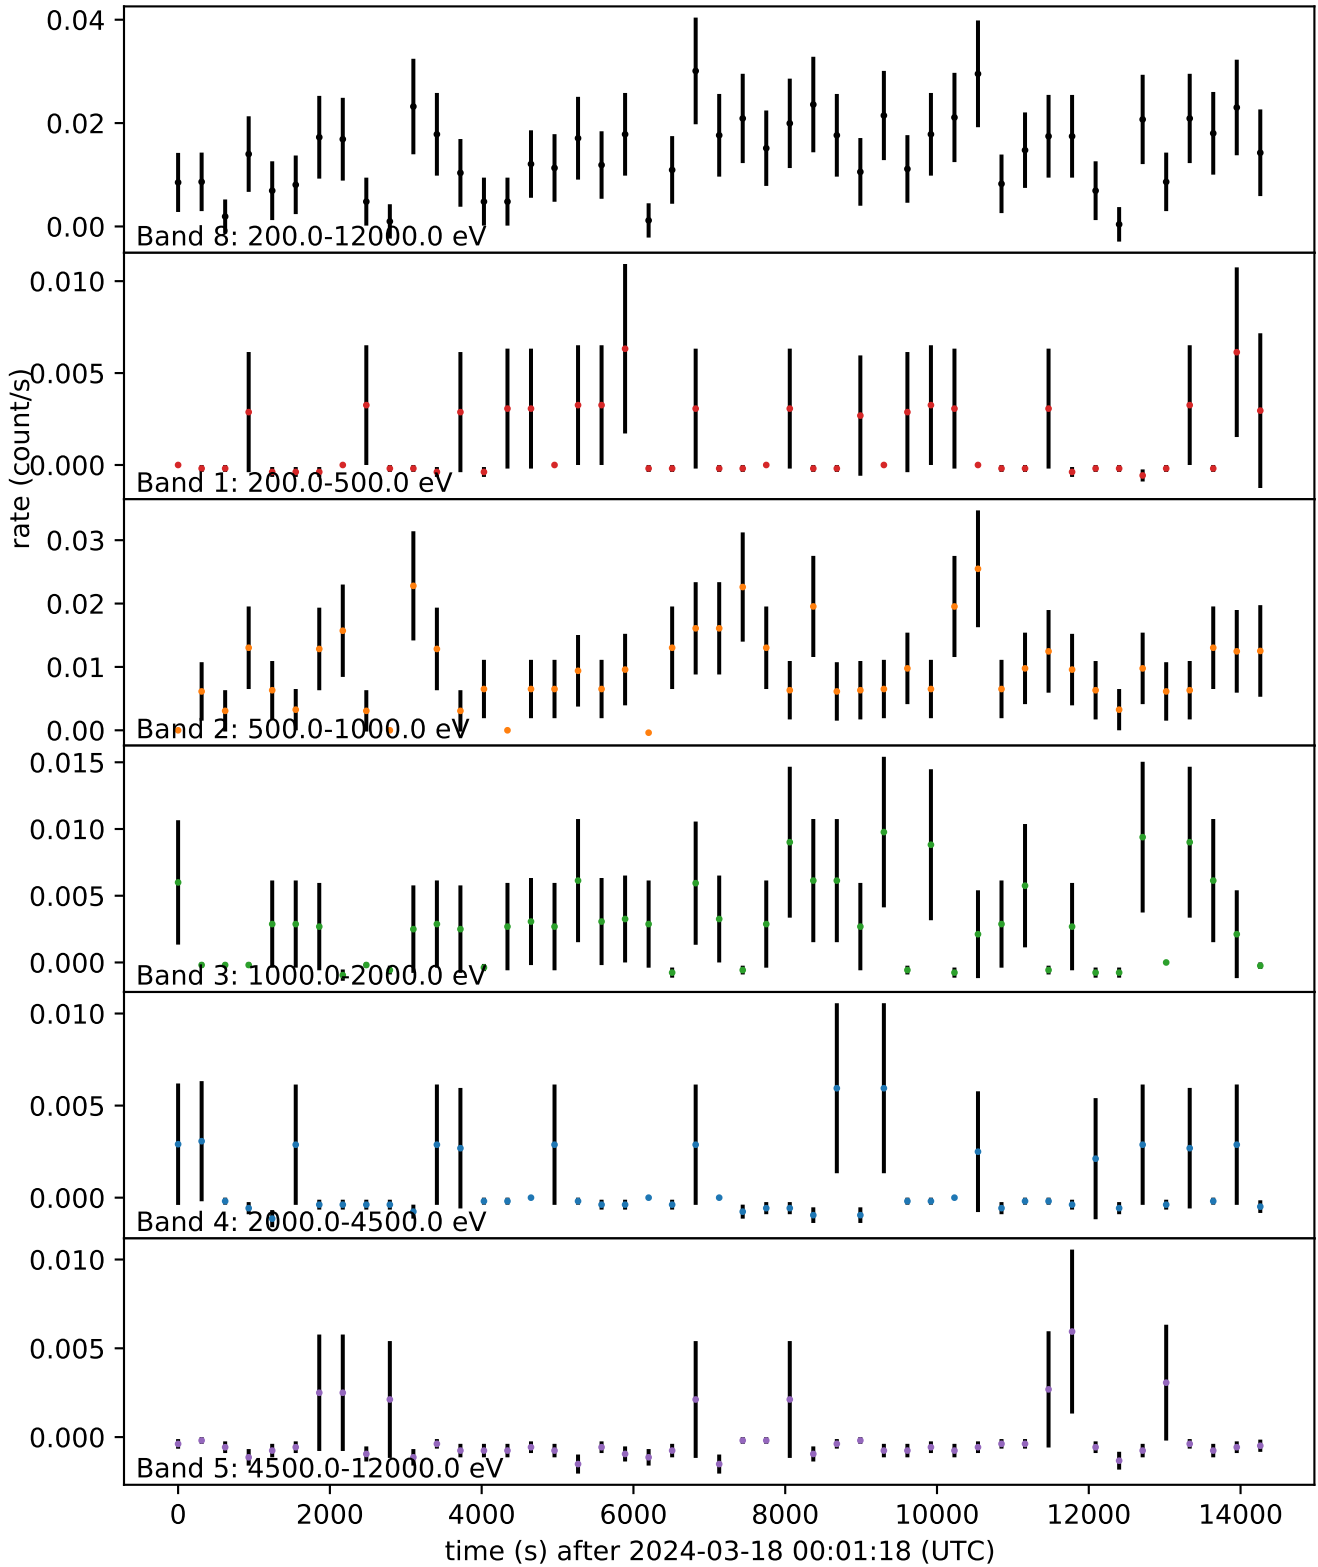 0.04
0.02
0.00
Band 8: 200.0-12000.0 eV
0.010
0.005
0.000
Band 1: 200.0-500.0 eV
rate (count/s)
0.03
0.02
0.01
0.00
Band 2: 500.0-1000.0 eV
0.015
0.010
0.005
0.000
Band 3: 1000.0-2000.0 eV
0.010
0.005
0.000
Band 4: 2000.0-4500.0 eV
0.010
0.005
0.000
Band 5: 4500.0-12000.0 eV
0 2000 4000 6000 8000 10000 12000 14000
time (s) after 2024-03-18 00:01:18 (UTC)